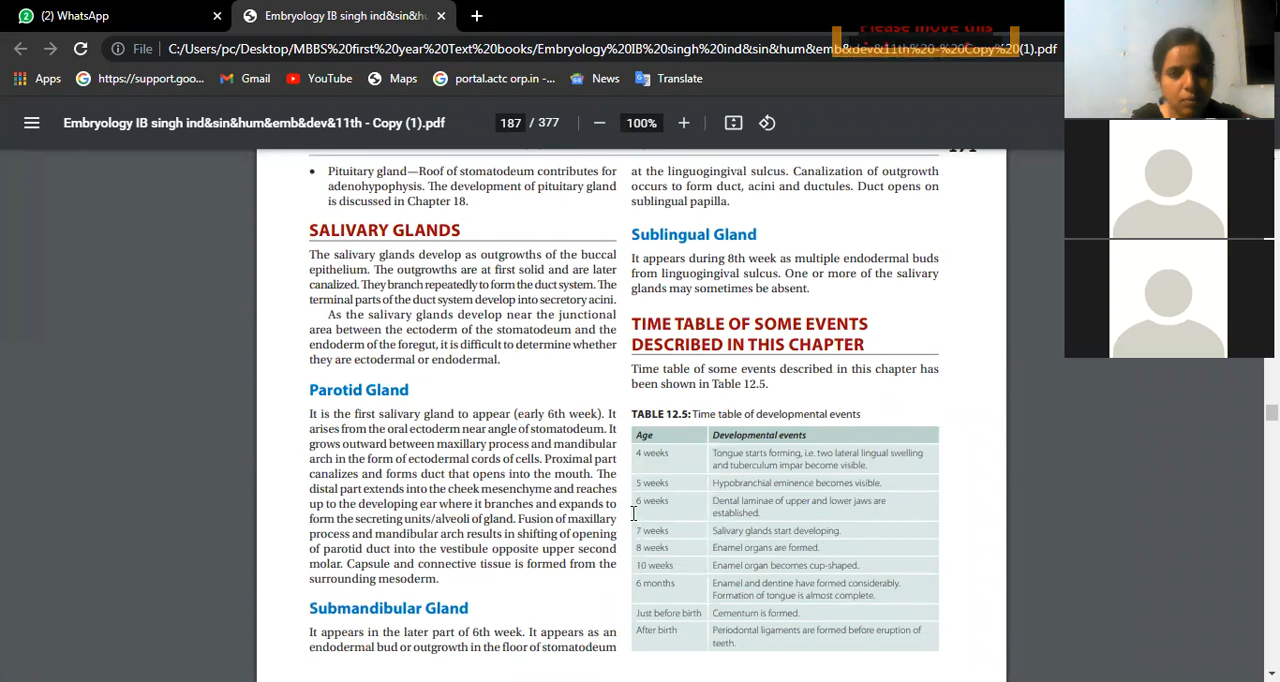 2 (2) WhatsApp
Embryology IB singh ind&sin&hu
Please move this
File
C:/Users/pc/Desktop/MBBS%20first%20year%20Text%20books/Embryology%20IB%20singh%20ind&sin&hum&emb&dev&11th%20-%20Copy%20(1).pdf
Apps https://support.goo... Gmail YouTube Maps portal.actc orp.in -... News Translate
Embryology IB singh ind&sin&hum&emb&dev&11th - Copy (1).pdf 187 / 377 100%
• Pituitary gland—Roof of stomatodeum contributes for
adenohypophysis. The development of pituitary gland
is discussed in Chapter 18.
SALIVARY GLANDS
The salivary glands develop as outgrowths of the buccal
epithelium. The outgrowths are at first solid and are later
canalized. They branch repeatedly to form the duct system. The
terminal parts of the duct system develop into secretory acini.
As the salivary glands develop near the junctional
area between the ectoderm of the stomatodeum and the
endoderm of the foregut, it is difficult to determine whether
they are ectodermal or endodermal.
Parotid Gland
It is the first salivary gland to appear (early 6th week). It
arises from the oral ectoderm near angle of stomatodeum. It
grows outward between maxillary process and mandibular
arch in the form of ectodermal cords of cells. Proximal part
canalizes and forms duct that opens into the mouth. The
distal part extends into the cheek mesenchyme and reaches
up to the developing ear where it branches and expands to
form the secreting units/alveoli of gland. Fusion of maxillary
process and mandibular arch results in shifting of opening
of parotid duct into the vestibule opposite upper second
molar. Capsule and connective tissue is formed from the
surrounding mesoderm.
Submandibular Gland
It appears in the later part of 6th week. It appears as an
endodermal bud or outgrowth in the floor of stomatodeum
at the linguogingival sulcus. Canalization of outgrowth
occurs to form duct, acini and ductules. Duct opens on
sublingual papilla.
Sublingual Gland
It appears during 8th week as multiple endodermal buds
from linguogingival sulcus. One or more of the salivary
glands may sometimes be absent.
TIME TABLE OF SOME EVENTS
DESCRIBED IN THIS CHAPTER
Time table of some events described in this chapter has
been shown in Table 12.5.
TABLE 12.5: Time table of developmental events
Age Developmental events
4 weeks Tongue starts forming, i.e. two lateral lingual swelling
and tuberculum impar become visible.
5 weeks Hypobranchial eminence becomes visible.
6 weeks Dental laminae of upper and lower jaws are
established.
7 weeks Salivary glands start developing.
8 weeks Enamel organs are formed.
10 weeks Enamel organ becomes cup-shaped.
6 months Enamel and dentine have formed considerably.
Formation of tongue is almost complete.
Just before birth Cementum is formed.
After birth Periodontal ligaments are formed before eruption of
teeth.